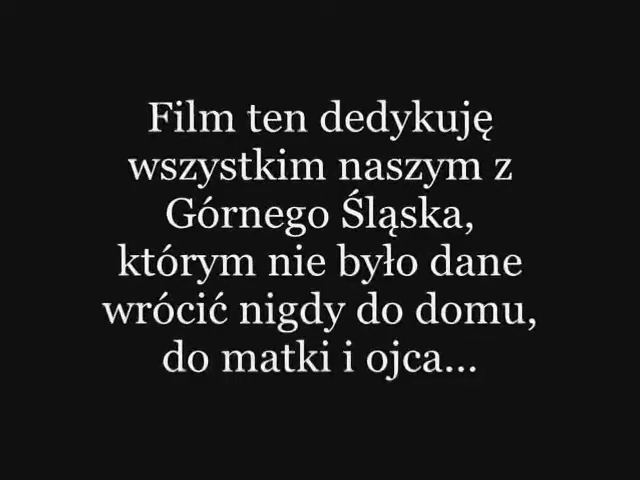 Film ten dedykuję
wszystkim naszym z
Górnego Śląska,
którym nie było dane
wrócić nigdy do domu,
do matki i ojca...